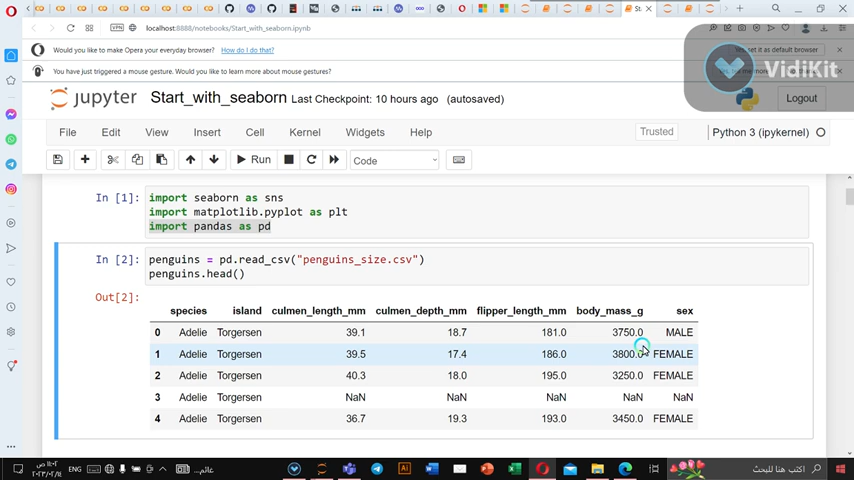 St
localhost:8888/notebooks/Start_with_seaborn.ipynb
VPN
Would you like to make Opera your everyday browser? How do I do that?
Yes, set it as default browser
You have just triggered a mouse gesture. Would you like to learn more about mouse gestures?
VidiKit
jupyter Start_with_seaborn Last Checkpoint: 10 hours ago (autosaved)
Logout
File Edit View Insert Cell Kernel Widgets Help
Trusted
Python 3 (ipykernel)
Run
Code
In [1]: import seaborn as sns
import matplotlib.pyplot as plt
import pandas as pd
In [2]: penguins = pd.read_csv("penguins_size.csv")
penguins.head()
Out[2]:
species island culmen_length_mm culmen_depth_mm flipper_length_mm body_mass_g sex
0 Adelie Torgersen 39.1 18.7 181.0 3750.0 MALE
1 Adelie Torgersen 39.5 17.4 186.0 3800.0 FEMALE
2 Adelie Torgersen 40.3 18.0 195.0 3250.0 FEMALE
3 Adelie Torgersen NaN NaN NaN NaN NaN
4 Adelie Torgersen 36.7 19.3 193.0 3450.0 FEMALE
ENG
غالم...
اكتب هنا للبحث